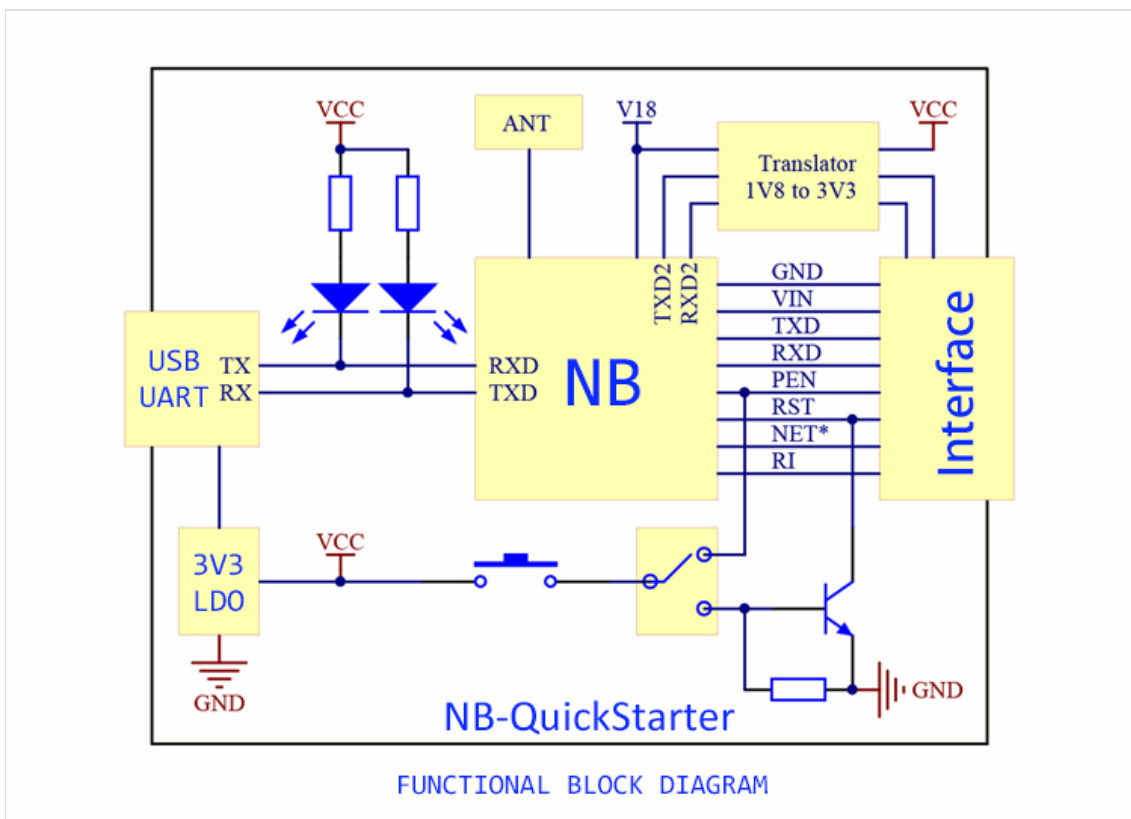 VCC
ANT
V18
VCC
Translator
1V8 to 3V3
TXD2
RXD2
GND
VIN
TXD
RXD
PEN
RST
NET*
RI
Interface
USB
UART
TX
RX
RXD
TXD
NB
3V3
LDO
VCC
GND
GND
NB-QuickStarter
FUNCTIONAL BLOCK DIAGRAM